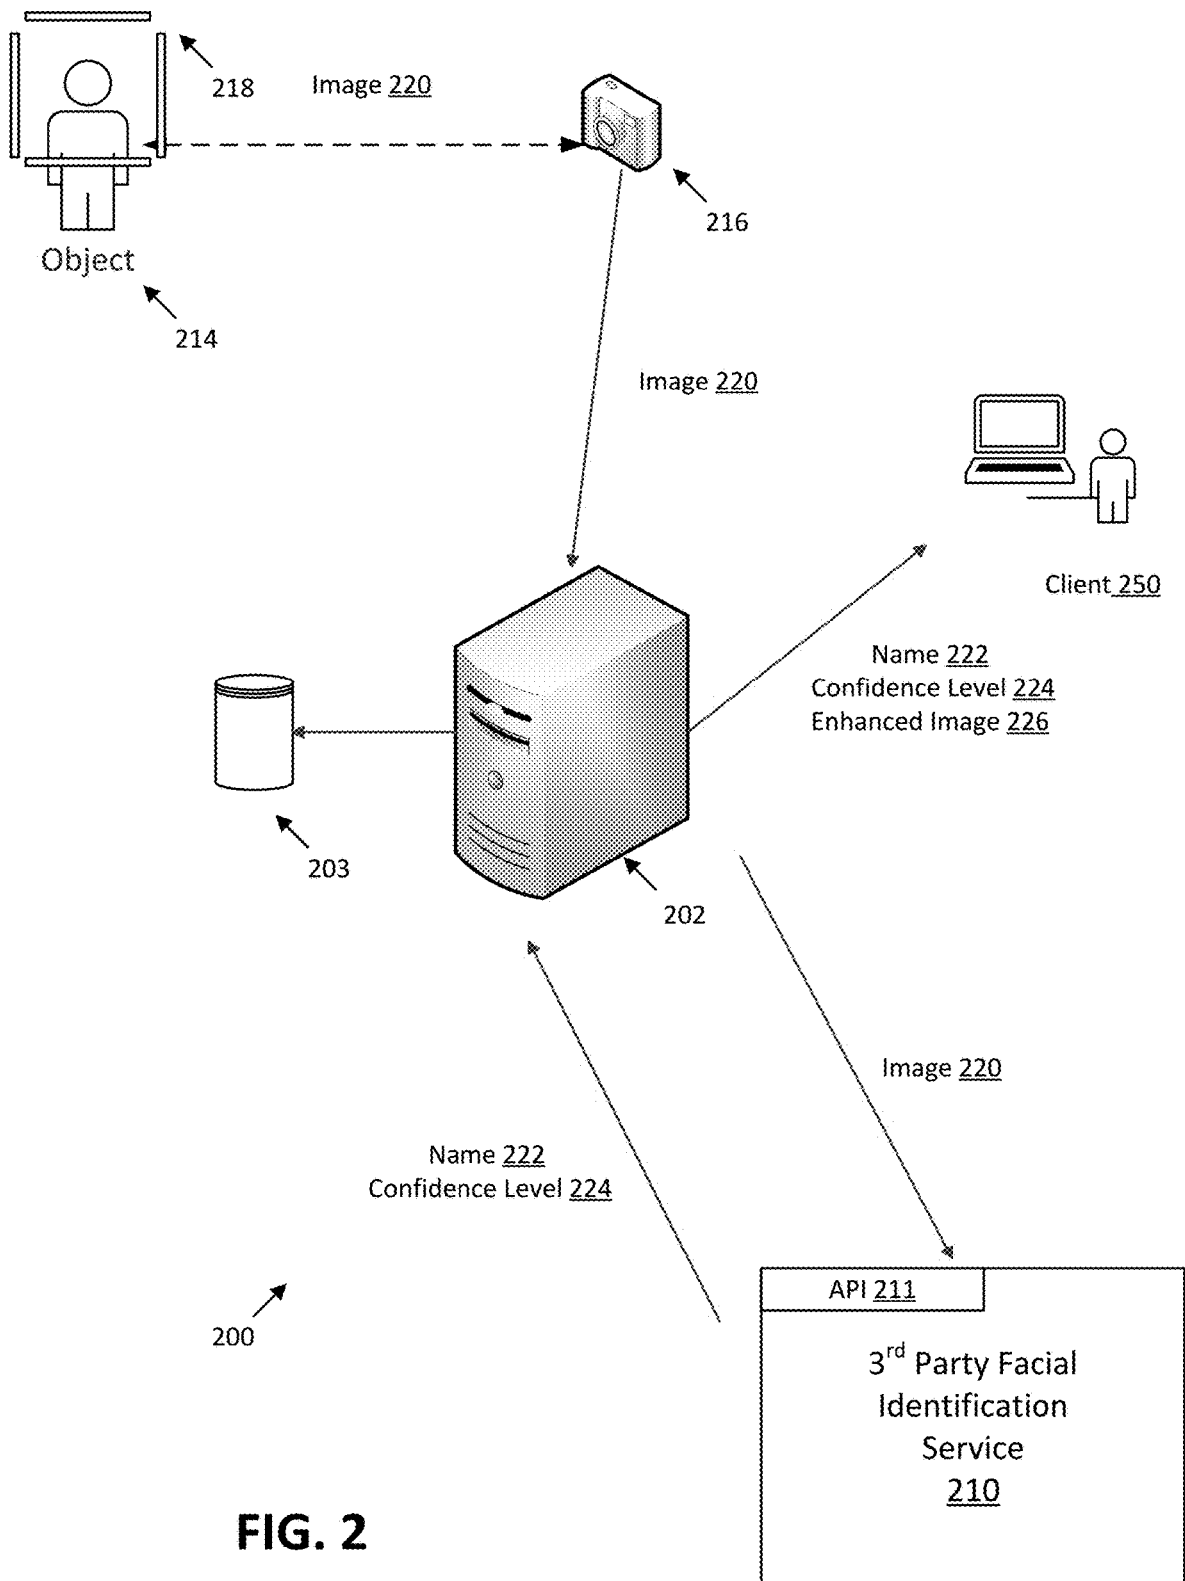 218
Image 220
216
Object
214
Image 220
Client 250
Name 222
Confidence Level 224
Enhanced Image 226
203
202
Image 220
Name 222
Confidence Level 224
200
API 211
3rd Party Facial
Identification
Service
210
FIG. 2